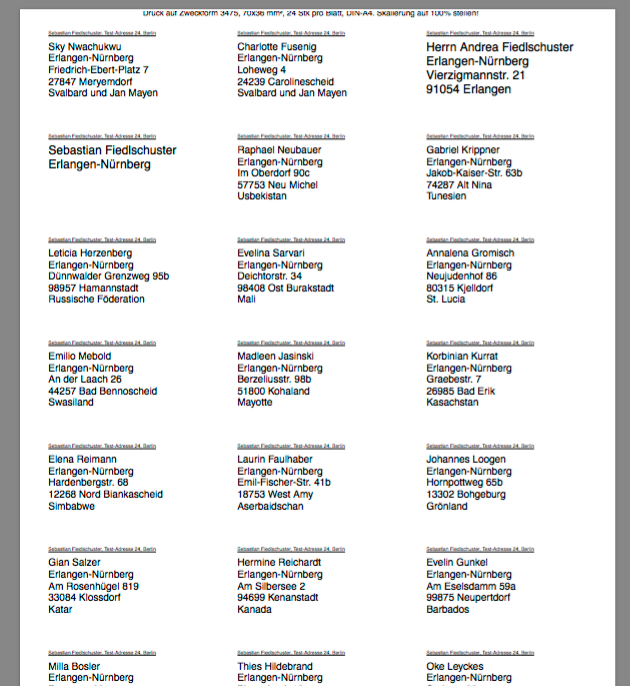 Druck auf Zweckform 3475, 70x36 mm², 24 Stk pro Blatt, DIN-A4. Skalierung auf 100% stellen!
Sebastian Fiedlschuster, Test-Adresse 24, Berlin
Sky Nwachukwu
Erlangen-Nürnberg
Friedrich-Ebert-Platz 7
27847 Meryemdorf
Svalbard und Jan Mayen
Sebastian Fiedlschuster, Test-Adresse 24, Berlin
Charlotte Fusenig
Erlangen-Nürnberg
Loheweg 4
24239 Carolinescheid
Svalbard und Jan Mayen
Sebastian Fiedlschuster, Test-Adresse 24, Berlin
Herrn Andrea Fiedlschuster
Erlangen-Nürnberg
Vierzigmannstr. 21
91054 Erlangen
Sebastian Fiedlschuster, Test-Adresse 24, Berlin
Sebastian Fiedlschuster
Erlangen-Nürnberg
Sebastian Fiedlschuster, Test-Adresse 24, Berlin
Raphael Neubauer
Erlangen-Nürnberg
Im Oberdorf 90c
57753 Neu Michel
Usbekistan
Sebastian Fiedlschuster, Test-Adresse 24, Berlin
Gabriel Krippner
Erlangen-Nürnberg
Jakob-Kaiser-Str. 63b
74287 Alt Nina
Tunesien
Sebastian Fiedlschuster, Test-Adresse 24, Berlin
Leticia Herzenberg
Erlangen-Nürnberg
Dünnwalder Grenzweg 95b
98957 Hamannstadt
Russische Föderation
Sebastian Fiedlschuster, Test-Adresse 24, Berlin
Evelina Sarvari
Erlangen-Nürnberg
Deichtorstr. 34
98408 Ost Burakstadt
Mali
Sebastian Fiedlschuster, Test-Adresse 24, Berlin
Annalena Gromisch
Erlangen-Nürnberg
Neujudenhof 86
80315 Kjelldorf
St. Lucia
Sebastian Fiedlschuster, Test-Adresse 24, Berlin
Emilio Mebold
Erlangen-Nürnberg
An der Laach 26
44257 Bad Bennoscheid
Swasiland
Sebastian Fiedlschuster, Test-Adresse 24, Berlin
Madleen Jasinski
Erlangen-Nürnberg
Berzeliusstr. 98b
51800 Kohaland
Mayotte
Sebastian Fiedlschuster, Test-Adresse 24, Berlin
Korbinian Kurrat
Erlangen-Nürnberg
Graebestr. 7
26985 Bad Erik
Kasachstan
Sebastian Fiedlschuster, Test-Adresse 24, Berlin
Elena Reimann
Erlangen-Nürnberg
Hardenbergstr. 68
12268 Nord Biankascheid
Simbabwe
Sebastian Fiedlschuster, Test-Adresse 24, Berlin
Laurin Faulhaber
Erlangen-Nürnberg
Emil-Fischer-Str. 41b
18753 West Amy
Aserbaidschan
Sebastian Fiedlschuster, Test-Adresse 24, Berlin
Johannes Loogen
Erlangen-Nürnberg
Hornpottweg 65b
13302 Bohgeburg
Grönland
Sebastian Fiedlschuster, Test-Adresse 24, Berlin
Gian Salzer
Erlangen-Nürnberg
Am Rosenhügel 819
33084 Klossdorf
Katar
Sebastian Fiedlschuster, Test-Adresse 24, Berlin
Hermine Reichardt
Erlangen-Nürnberg
Am Silbersee 2
94699 Kenanstadt
Kanada
Sebastian Fiedlschuster, Test-Adresse 24, Berlin
Evelin Gunkel
Erlangen-Nürnberg
Am Eselsdamm 59a
99875 Neupertdorf
Barbados
Sebastian Fiedlschuster, Test-Adresse 24, Berlin
Milla Bosler
Erlangen-Nürnberg
Sebastian Fiedlschuster, Test-Adresse 24, Berlin
Thies Hildebrand
Erlangen-Nürnberg
Sebastian Fiedlschuster, Test-Adresse 24, Berlin
Oke Leyckes
Erlangen-Nürnberg